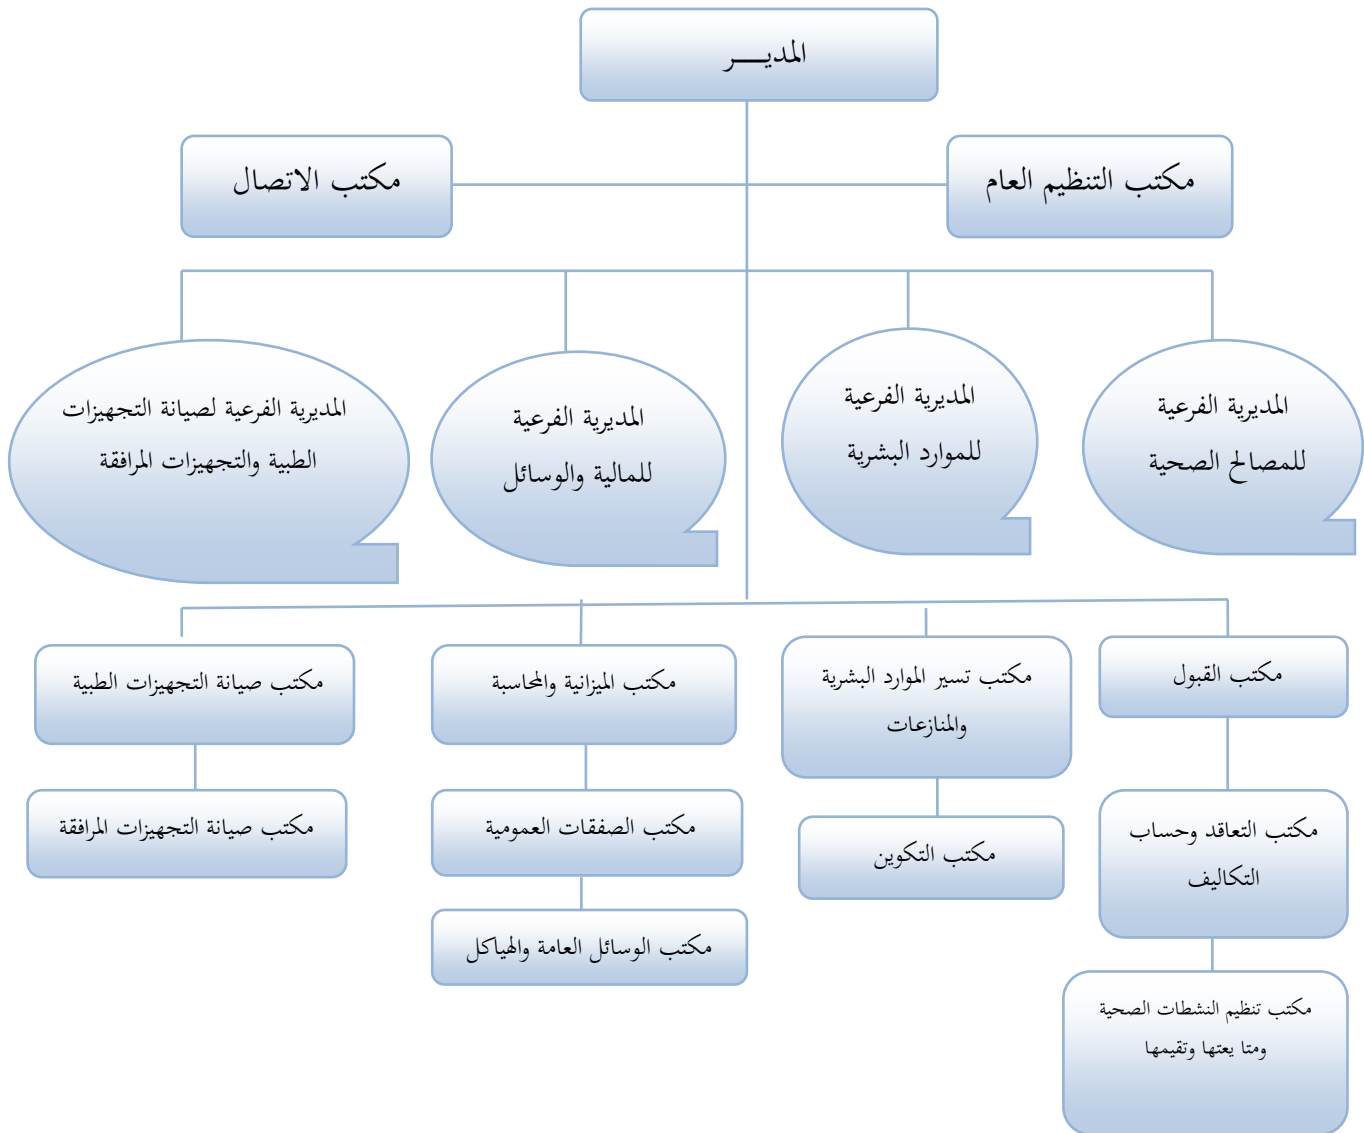 المديـــر
مكتب التنظيم العام
مكتب الاتصال
المديرية الفرعية
للمصالح الصحية
المديرية الفرعية
للموارد البشرية
المديرية الفرعية
للمالية والوسائل
المديرية الفرعية لصيانة التجهيزات
الطبية والتجهيزات المرافقة
مكتب القبول
مكتب تسير الموارد البشرية
والمنازعات
مكتب الميزانية والمحاسبة
مكتب صيانة التجهيزات الطبية
مكتب التعاقد وحساب
التكاليف
مكتب التكوين
مكتب الصفقات العمومية
مكتب صيانة التجهيزات المرافقة
مكتب الوسائل العامة والهياكل
مكتب تنظيم النشطات الصحية
ومتا يعتها وتقيمها